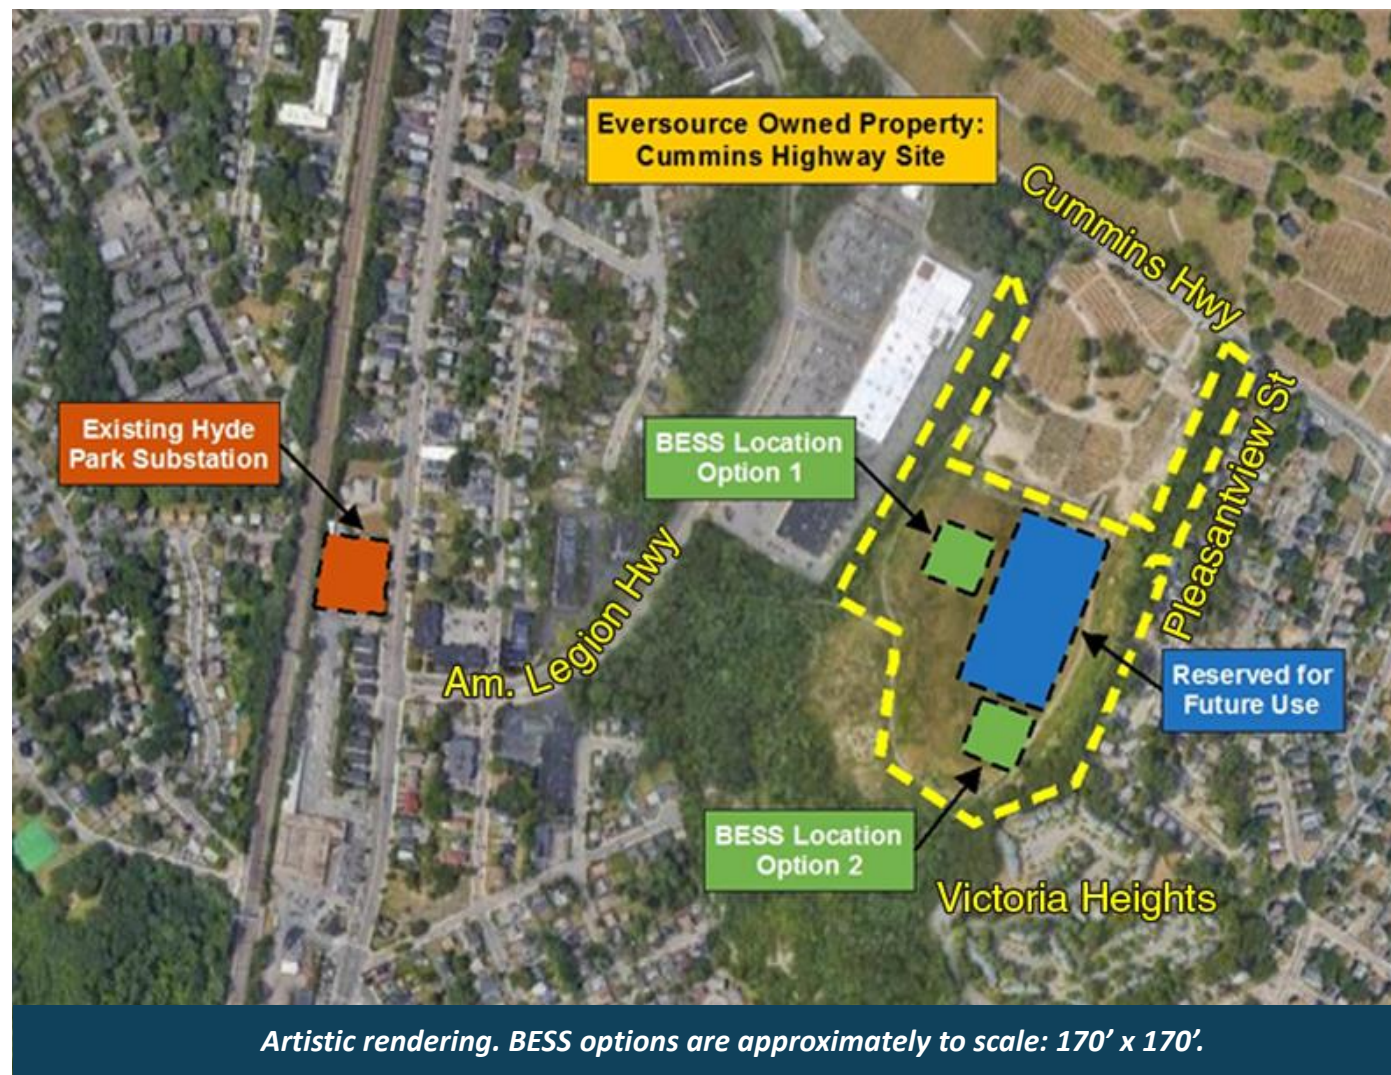 Eversource Owned Property:
Cummins Highway Site
Cummins Hwy
Existing Hyde
Park Substation
BESS Location
Option 1
Pleasantview St
Am. Legion Hwy
Reserved for
Future Use
BESS Location
Option 2
Victoria Heights
Artistic rendering. BESS options are approximately to scale: 170’ x 170’.